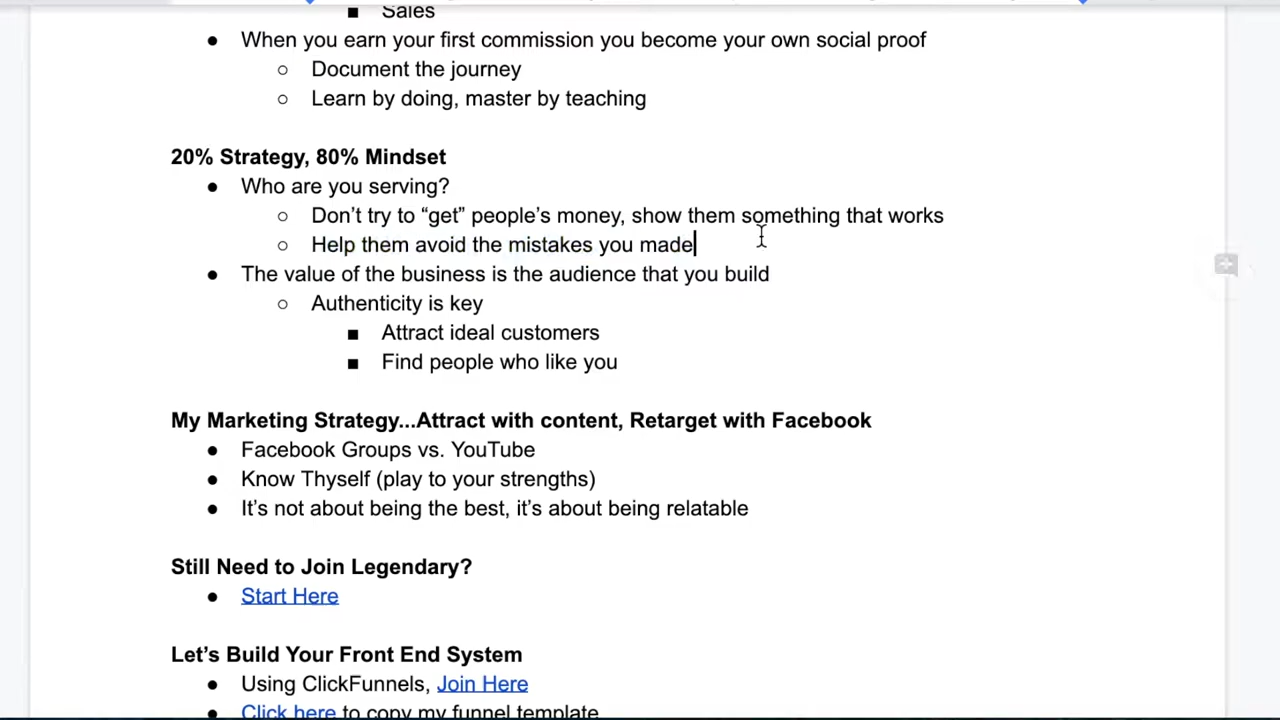 ■ Sales
● When you earn your first commission you become your own social proof
○ Document the journey
○ Learn by doing, master by teaching
20% Strategy, 80% Mindset
● Who are you serving?
○ Don’t try to “get” people’s money, show them something that works
○ Help them avoid the mistakes you made
● The value of the business is the audience that you build
○ Authenticity is key
■ Attract ideal customers
■ Find people who like you
My Marketing Strategy...Attract with content, Retarget with Facebook
● Facebook Groups vs. YouTube
● Know Thyself (play to your strengths)
● It’s not about being the best, it’s about being relatable
Still Need to Join Legendary?
● Start Here
Let’s Build Your Front End System
● Using ClickFunnels, Join Here
● Click here to copy my funnel template